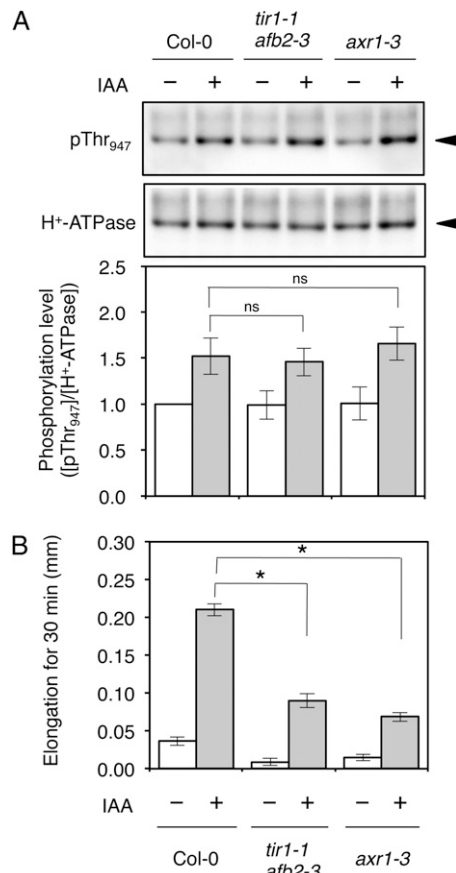 A
Col-0 tir1-1 afb2-3 axr1-3
IAA − + − + − +
pThr947
H+-ATPase
Phosphorylation level
([pThr947]/[H+-ATPase])
2.5
2.0
1.5
1.0
0.5
0.0
ns
ns
B
Elongation for 30 min (mm)
0.30
0.25
0.20
0.15
0.10
0.05
0.00
*
*
IAA − + − + − +
Col-0 tir1-1 afb2-3 axr1-3